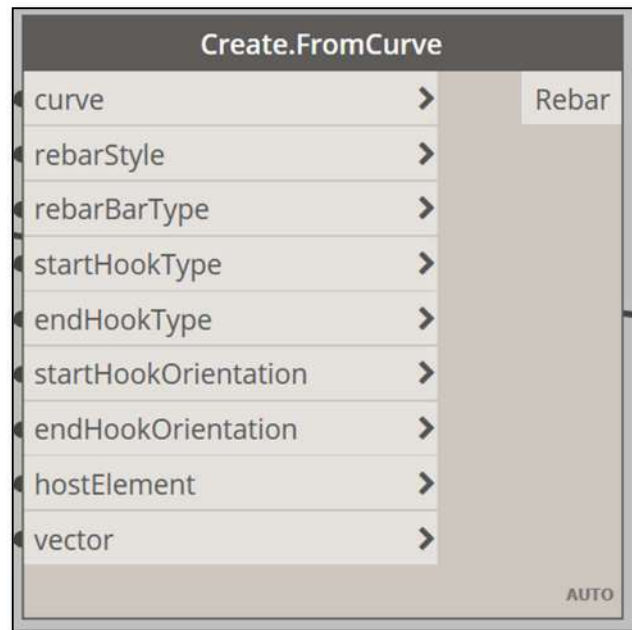 Create.FromCurve
curve
Rebar
rebarStyle
rebarBarType
startHookType
endHookType
startHookOrientation
endHookOrientation
hostElement
vector
AUTO